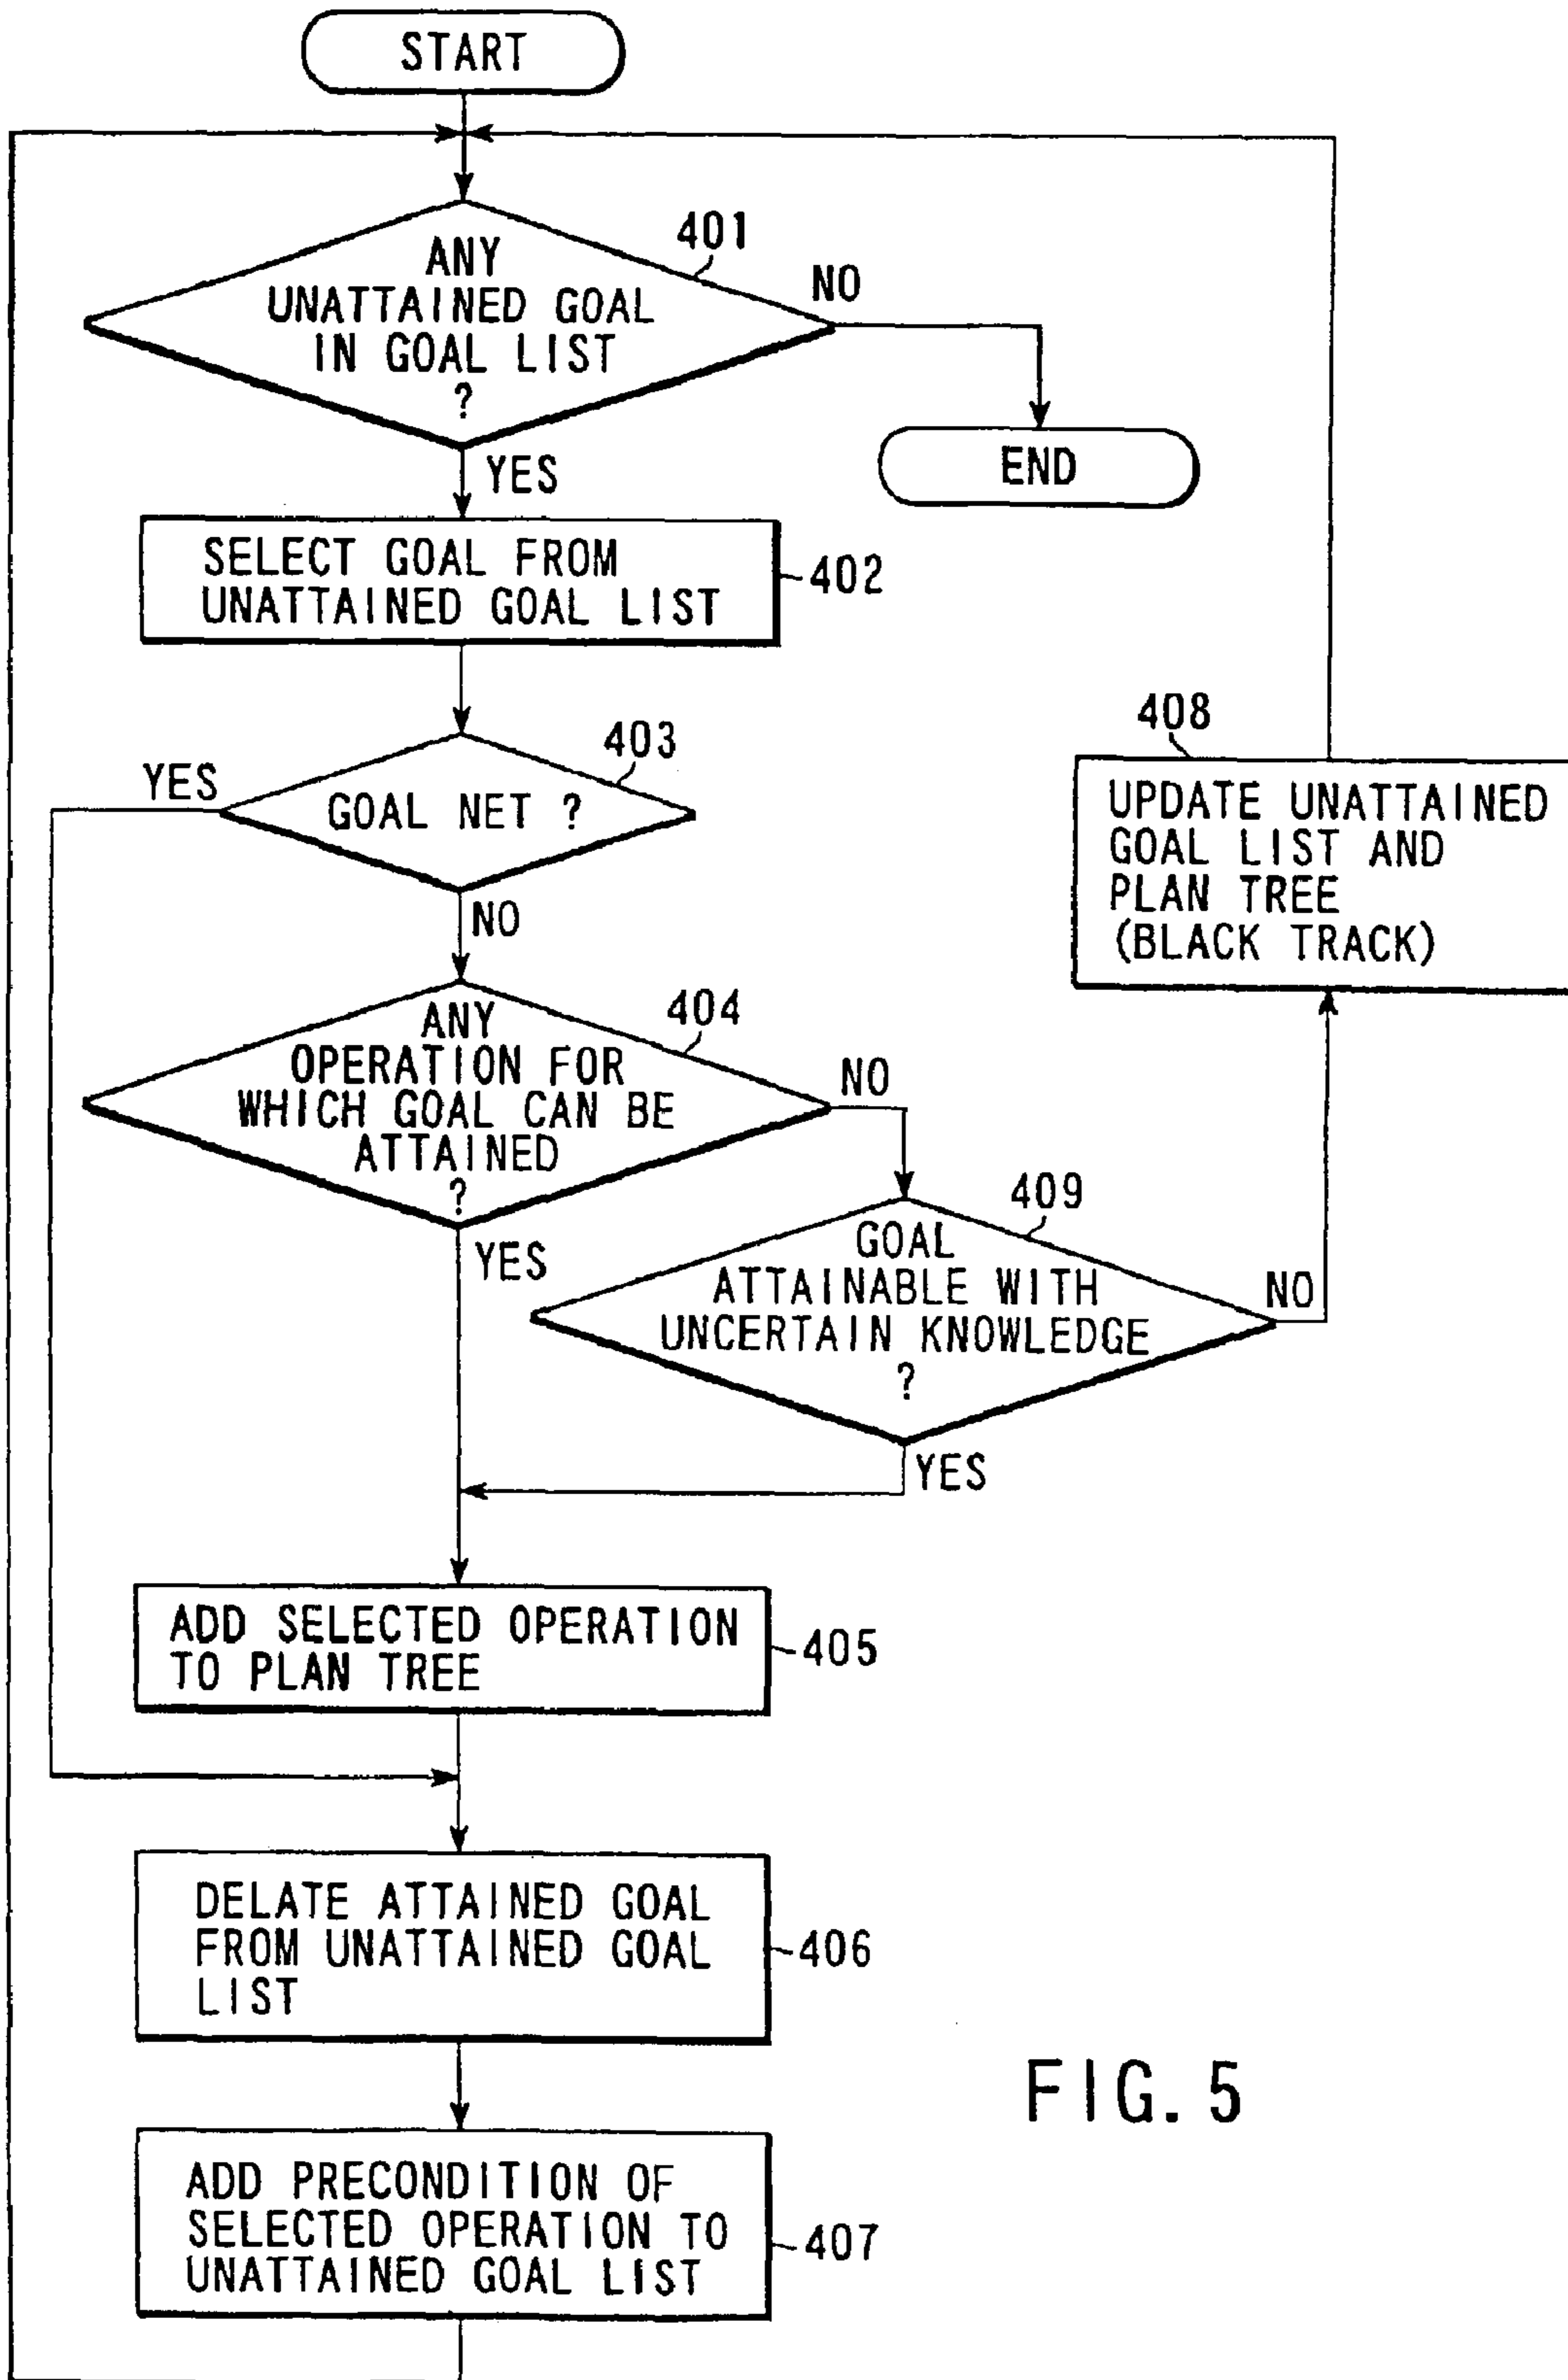 START
401
ANY
UNATTAINED GOAL
IN GOAL LIST
?
NO
END
YES
SELECT GOAL FROM
UNATTAINED GOAL LIST
402
403
YES
GOAL NET ?
NO
408
UPDATE UNATTAINED
GOAL LIST AND
PLAN TREE
(BLACK TRACK)
404
ANY
OPERATION FOR
WHICH GOAL CAN BE
ATTAINED
?
NO
YES
409
GOAL
ATTAINABLE WITH
UNCERTAIN KNOWLEDGE
?
NO
YES
ADD SELECTED OPERATION
TO PLAN TREE
405
DELATE ATTAINED GOAL
FROM UNATTAINED GOAL
LIST
406
ADD PRECONDITION OF
SELECTED OPERATION TO
UNATTAINED GOAL LIST
407
FIG. 5